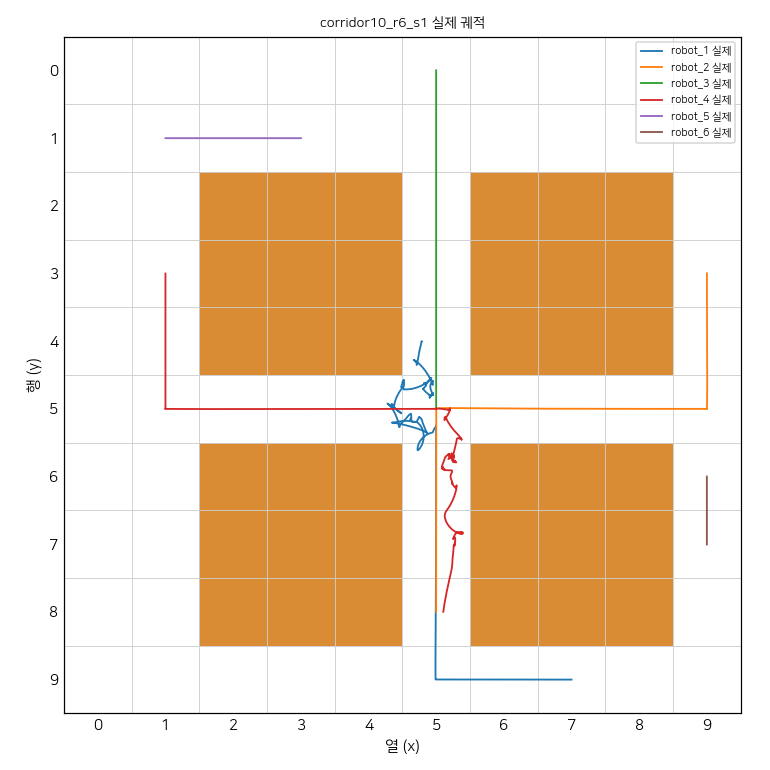 corridor10_r6_s1 실제 궤적
robot_1 실제
robot_2 실제
robot_3 실제
robot_4 실제
robot_5 실제
robot_6 실제
행 (y)
0
1
2
3
4
5
6
7
8
9
0 1 2 3 4 5 6 7 8 9
열 (x)